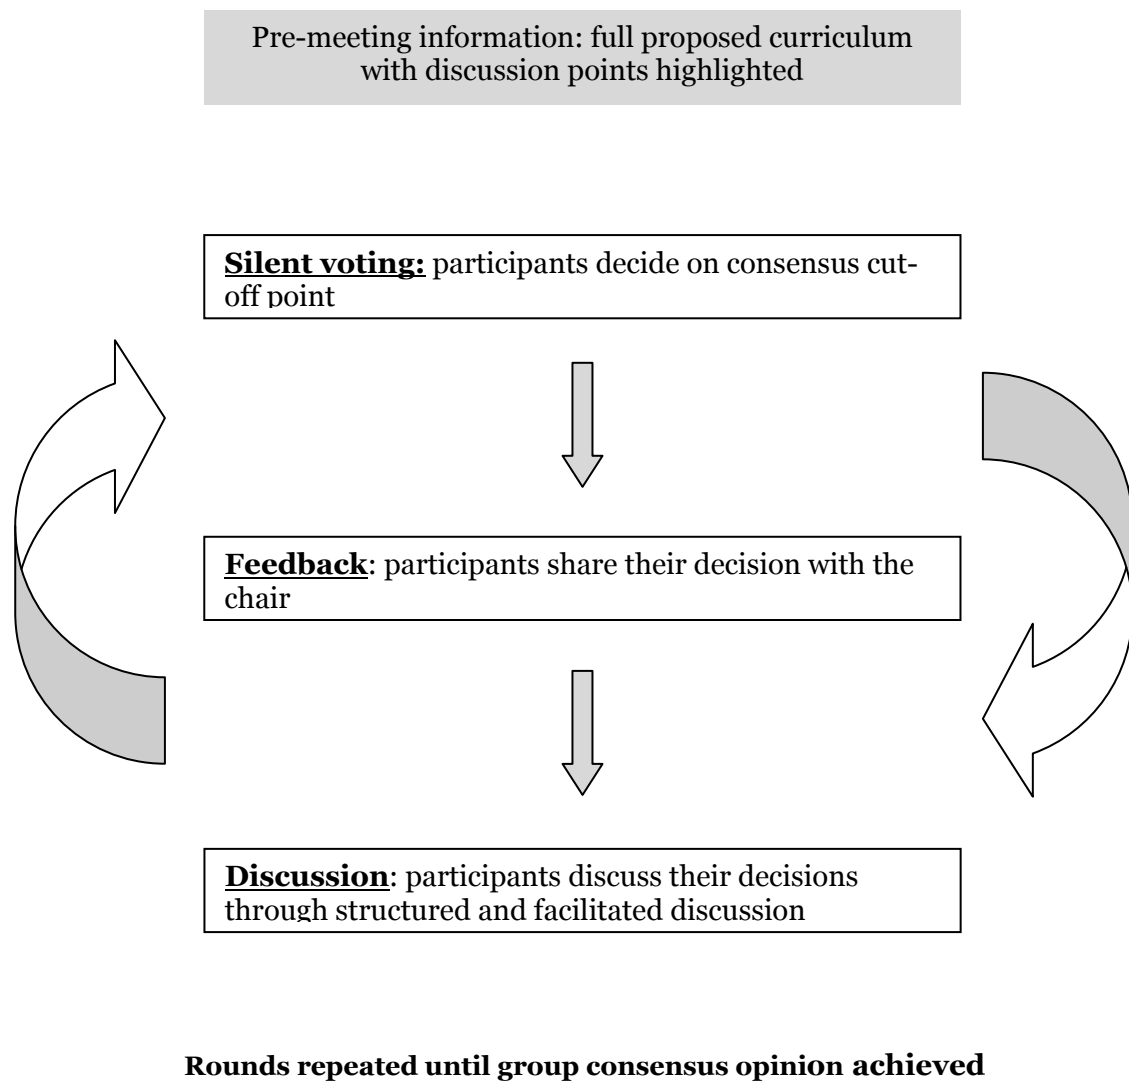 Pre-meeting information: full proposed curriculum
with discussion points highlighted
Silent voting: participants decide on consensus cut-
off point
Feedback: participants share their decision with the
chair
Discussion: participants discuss their decisions
through structured and facilitated discussion
Rounds repeated until group consensus opinion achieved